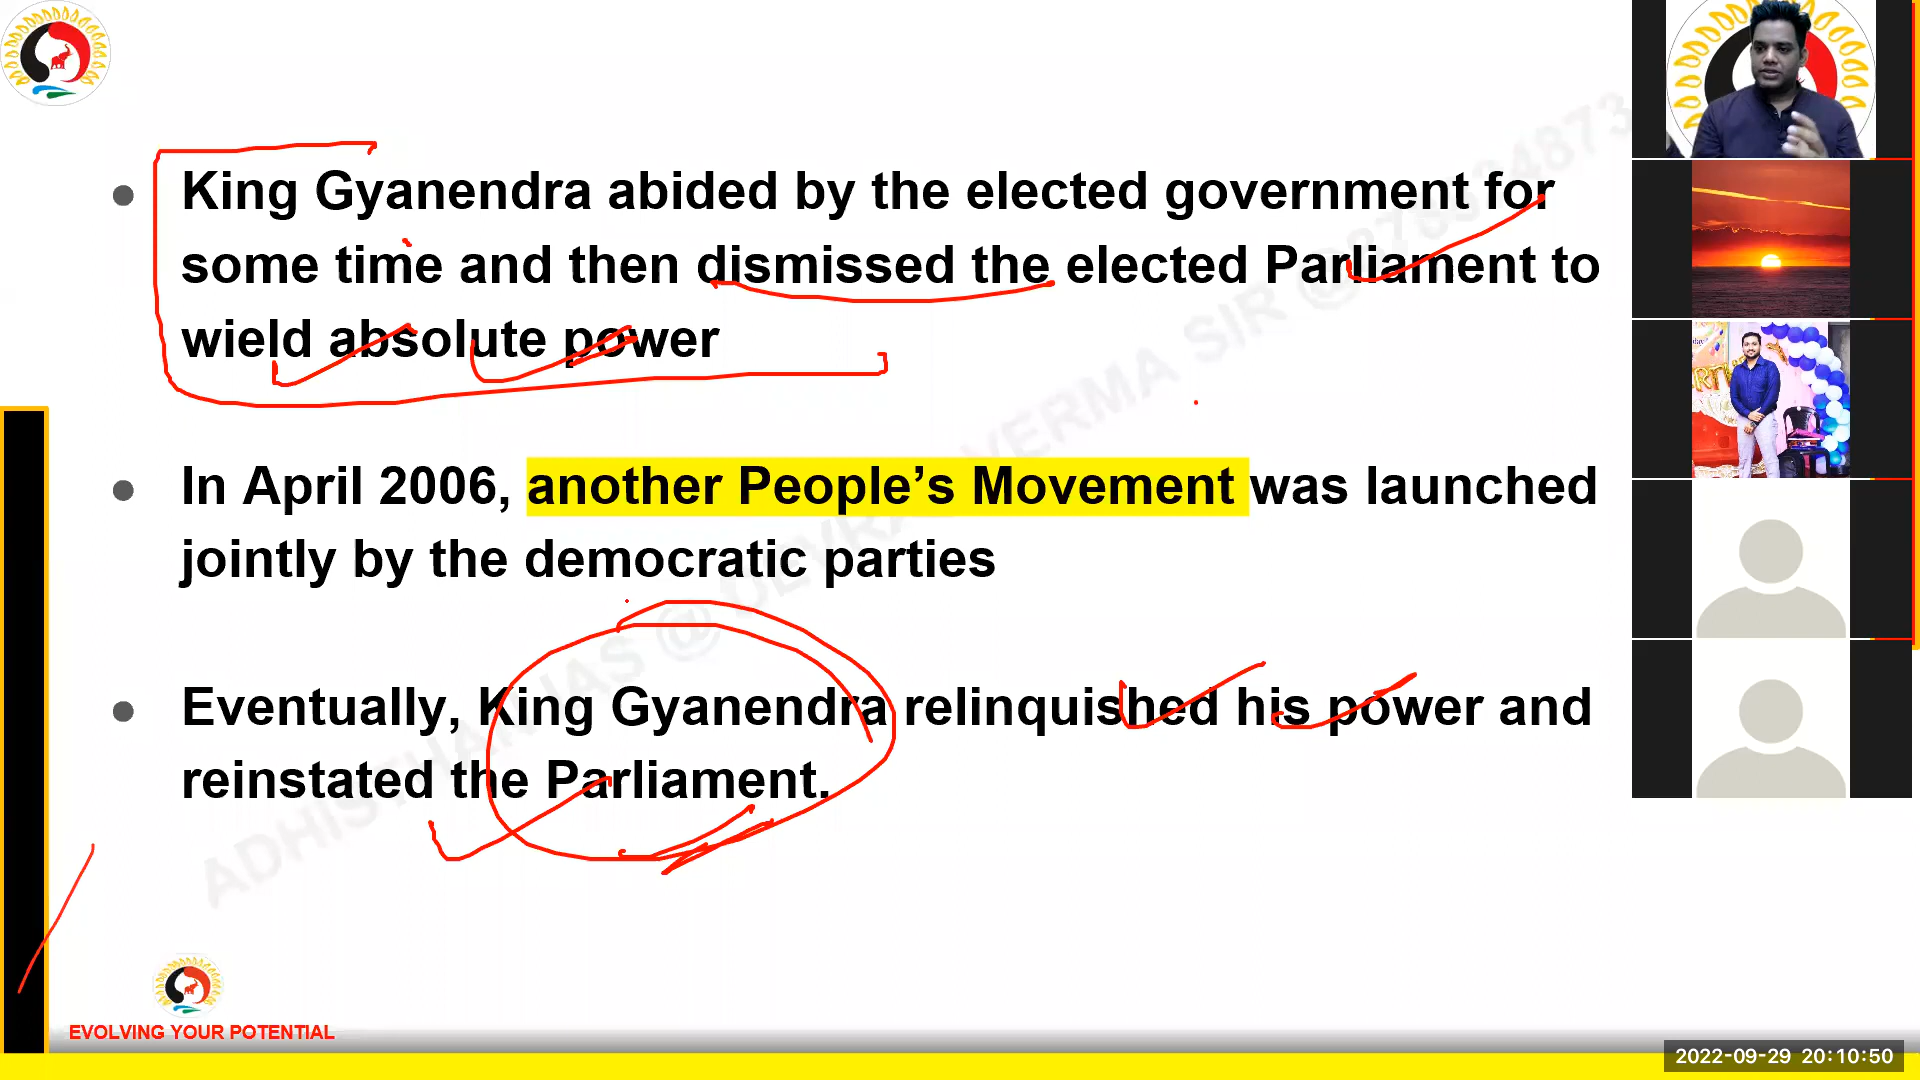 King Gyanendra abided by the elected government for
some time and then dismissed the elected Parliament to
wield absolute power
In April 2006, another People’s Movement was launched
jointly by the democratic parties
Eventually, King Gyanendra relinquished his power and
reinstated the Parliament.
EVOLVING YOUR POTENTIAL
2022-09-29 20:10:50